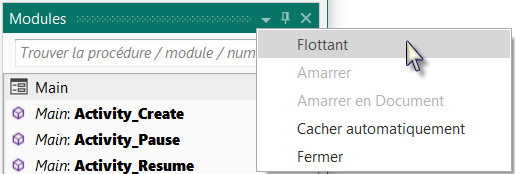 Modules
Trouver la procédure / module / num
Main
Main: Activity_Create
Main: Activity_Pause
Main: Activity_Resume
Flottant
Amarrer
Amarrer en Document
Cacher automatiquement
Fermer